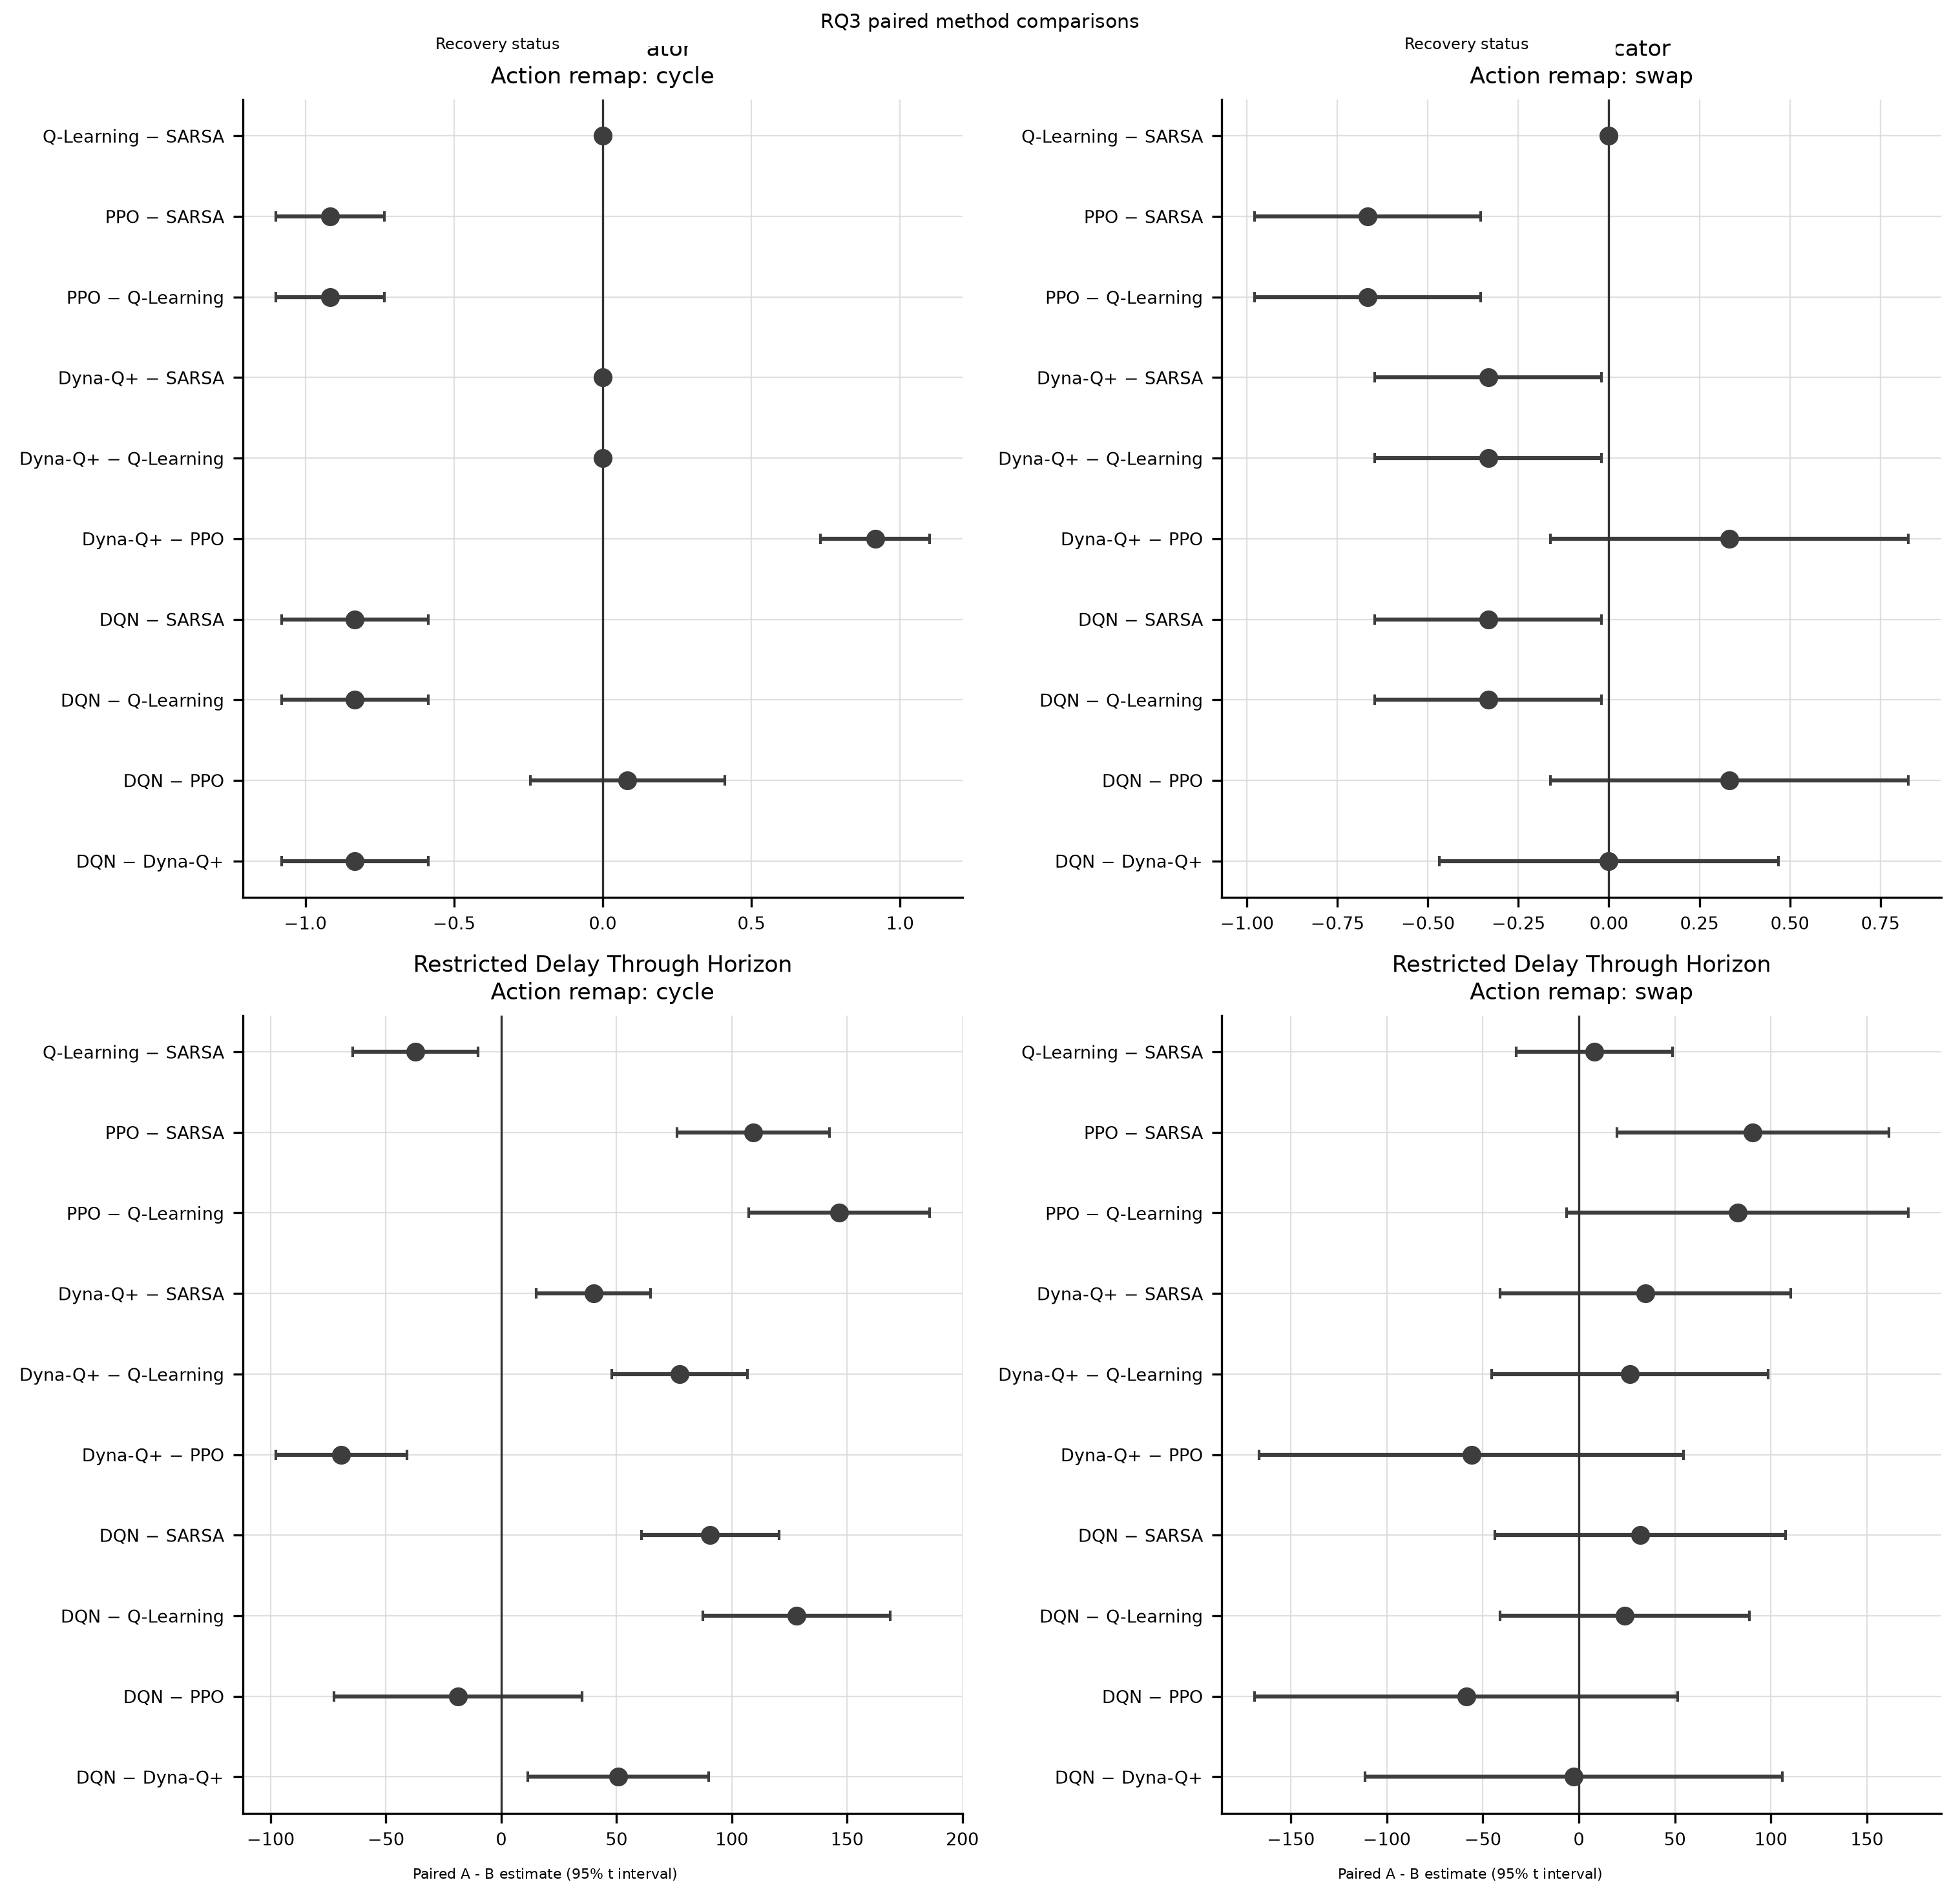 RQ3 paired method comparisons
Recovery status
Action remap: cycle
Q-Learning − SARSA
PPO − SARSA
PPO − Q-Learning
Dyna-Q+ − SARSA
Dyna-Q+ − Q-Learning
Dyna-Q+ − PPO
DQN − SARSA
DQN − Q-Learning
DQN − PPO
DQN − Dyna-Q+
−1.0 −0.5 0.0 0.5 1.0
Recovery status cator
Action remap: swap
Q-Learning − SARSA
PPO − SARSA
PPO − Q-Learning
Dyna-Q+ − SARSA
Dyna-Q+ − Q-Learning
Dyna-Q+ − PPO
DQN − SARSA
DQN − Q-Learning
DQN − PPO
DQN − Dyna-Q+
−1.00 −0.75 −0.50 −0.25 0.00 0.25 0.50 0.75
Restricted Delay Through Horizon
Action remap: cycle
Q-Learning − SARSA
PPO − SARSA
PPO − Q-Learning
Dyna-Q+ − SARSA
Dyna-Q+ − Q-Learning
Dyna-Q+ − PPO
DQN − SARSA
DQN − Q-Learning
DQN − PPO
DQN − Dyna-Q+
−100 −50 0 50 100 150 200
Paired A - B estimate (95% t interval)
Restricted Delay Through Horizon
Action remap: swap
Q-Learning − SARSA
PPO − SARSA
PPO − Q-Learning
Dyna-Q+ − SARSA
Dyna-Q+ − Q-Learning
Dyna-Q+ − PPO
DQN − SARSA
DQN − Q-Learning
DQN − PPO
DQN − Dyna-Q+
−150 −100 −50 0 50 100 150
Paired A - B estimate (95% t interval)